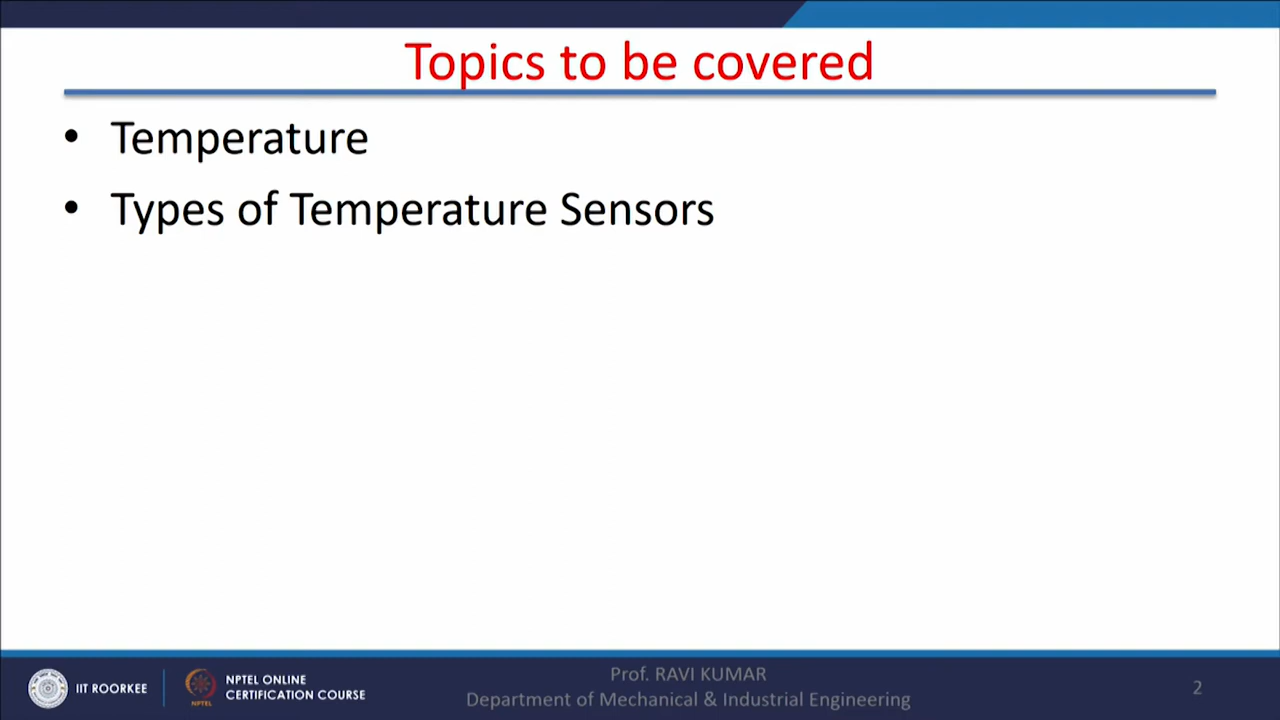 Topics to be covered
• Temperature
• Types of Temperature Sensors
IIT ROORKEE
NPTEL
NPTEL ONLINE
CERTIFICATION COURSE
Prof. RAVI KUMAR
Department of Mechanical & Industrial Engineering
2